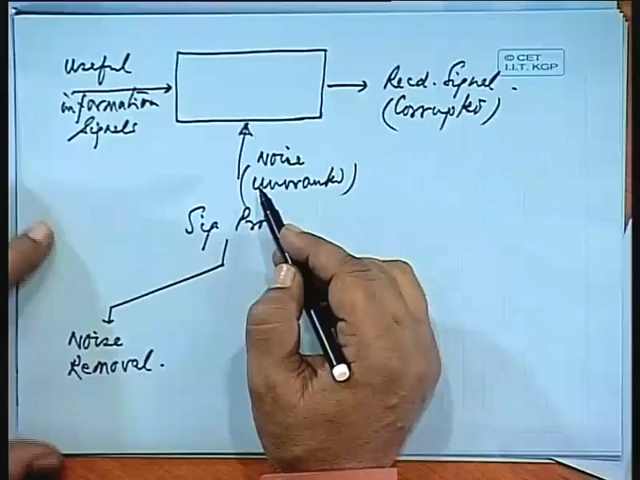 Useful
information
Signals
Recd. Signal.
(Corrupted)
© CET
I.I.T. KGP
Noise
(Unwanted)
Sig Pro
Noise
Removal.